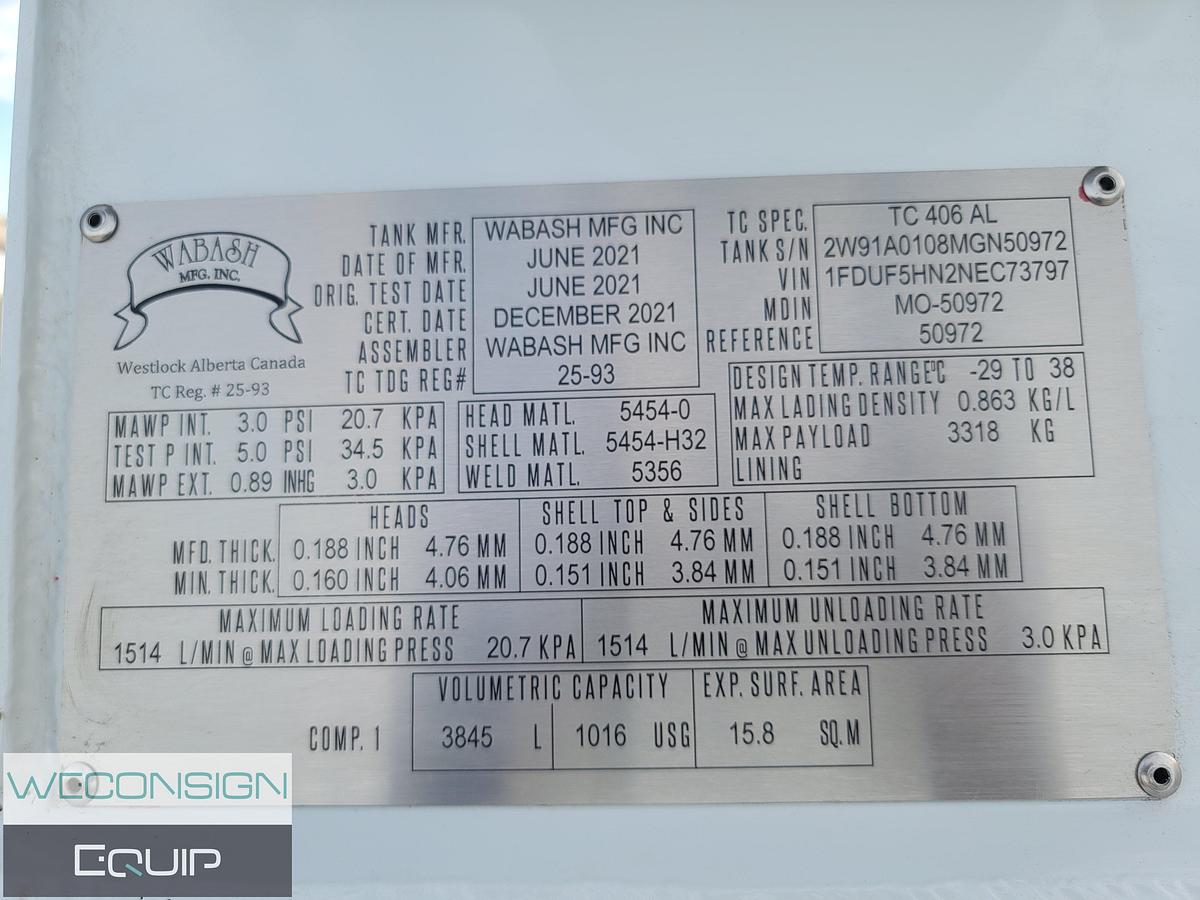 WABASH
MFG. INC.
Westlock Alberta Canada
TC Reg. # 25-93
TANK MFR. WABASH MFG INC
DATE OF MFR. JUNE 2021
ORIG. TEST DATE JUNE 2021
CERT. DATE DECEMBER 2021
ASSEMBLER WABASH MFG INC
TC TDG REG# 25-93
TC SPEC. TC 406 AL
TANK S/N 2W91A0108MGN50972
VIN 1FDUF5HN2NEC73797
MDIN MO-50972
REFERENCE 50972
MAWP INT. 3.0 PSI 20.7 KPA
TEST P INT. 5.0 PSI 34.5 KPA
MAWP EXT. 0.89 INHG 3.0 KPA
HEAD MATL. 5454-0
SHELL MATL. 5454-H32
WELD MATL. 5356
DESIGN TEMP. RANGE°C -29 TO 38
MAX LADING DENSITY 0.863 KG/L
MAX PAYLOAD 3318 KG
LINING
HEADS SHELL TOP & SIDES SHELL BOTTOM
MFD. THICK. 0.188 INCH 4.76 MM 0.188 INCH 4.76 MM 0.188 INCH 4.76 MM
MIN. THICK. 0.160 INCH 4.06 MM 0.151 INCH 3.84 MM 0.151 INCH 3.84 MM
MAXIMUM LOADING RATE MAXIMUM UNLOADING RATE
1514 L/MIN @ MAX LOADING PRESS 20.7 KPA 1514 L/MIN @ MAX UNLOADING PRESS 3.0 KPA
VOLUMETRIC CAPACITY EXP. SURF. AREA
COMP. 1 3845 L 1016 USG 15.8 SQ.M
WECONSIGN
EQUIP